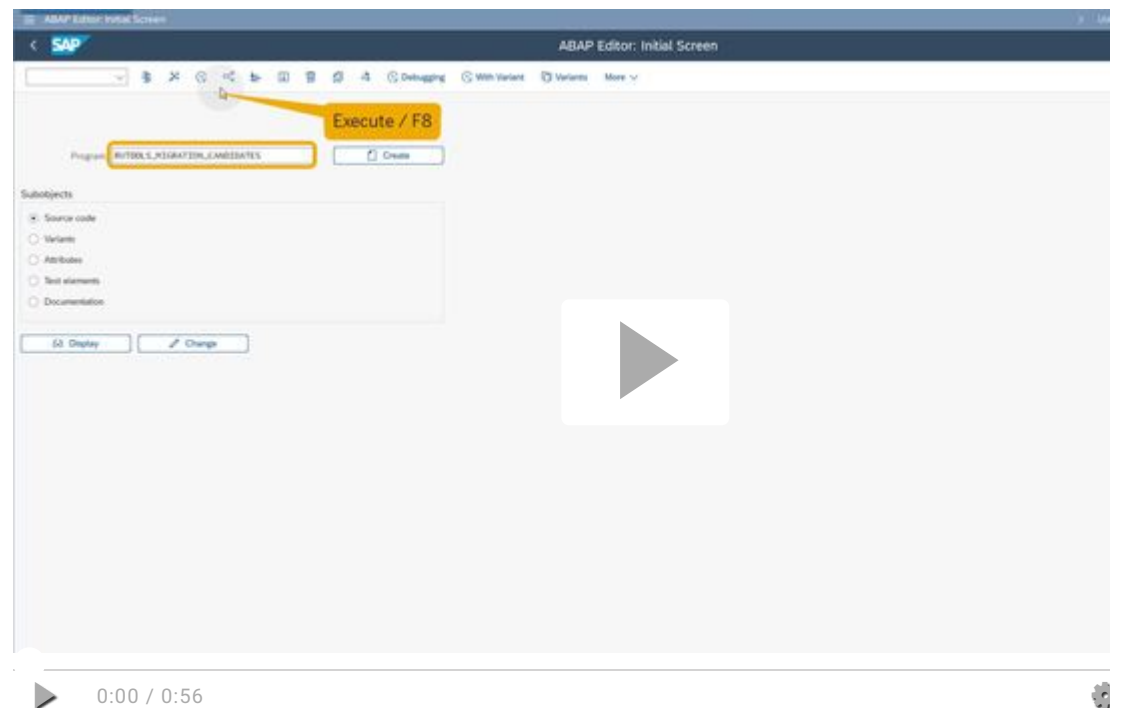 ABAP Editor: Initial Screen
SAP
ABAP Editor: Initial Screen
Debugging
With Variant
Variants
More
Execute / F8
Program:
Create
Subobjects
Source code
Variants
Attributes
Text elements
Documentation
Display
Change
0:00 / 0:56